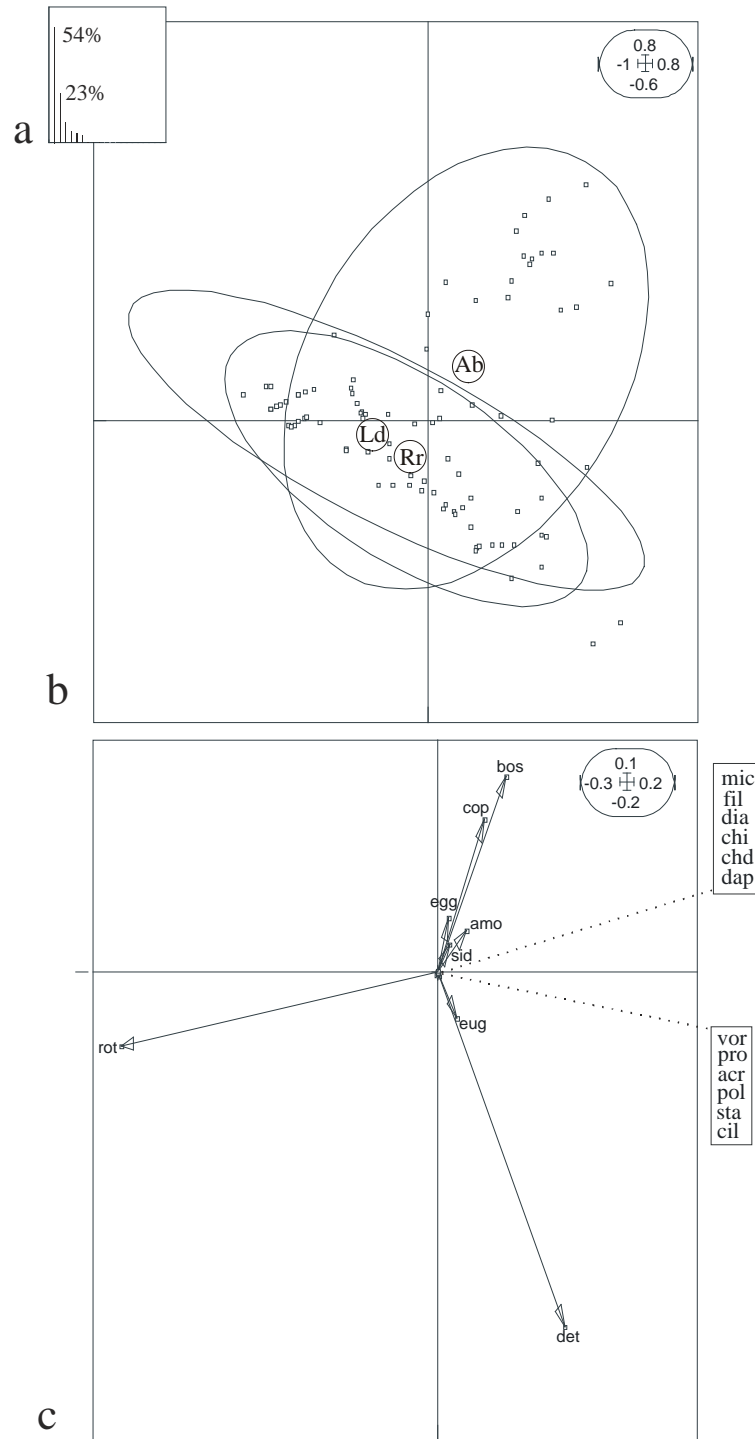 54%
23%
a
0.8
-1 0.8
-0.6
Ab
Ld
Rr
b
bos
cop
egg
amo
sid
eug
rot
det
0.1
-0.3 0.2
-0.2
mic
fil
dia
chi
chd
dap
vor
pro
acr
pol
sta
cil
c